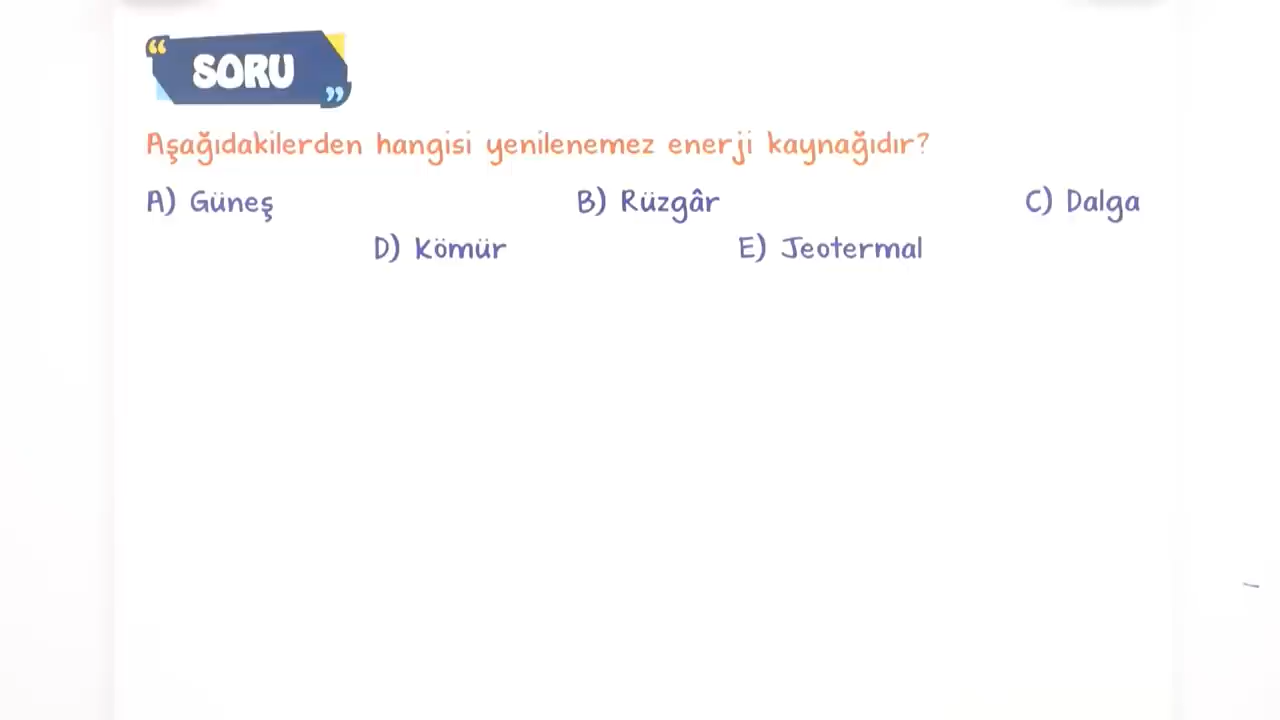 SORU
Aşağıdakilerden hangisi yenilenemez enerji kaynağıdır?
A) Güneş B) Rüzgâr C) Dalga
D) Kömür E) Jeotermal